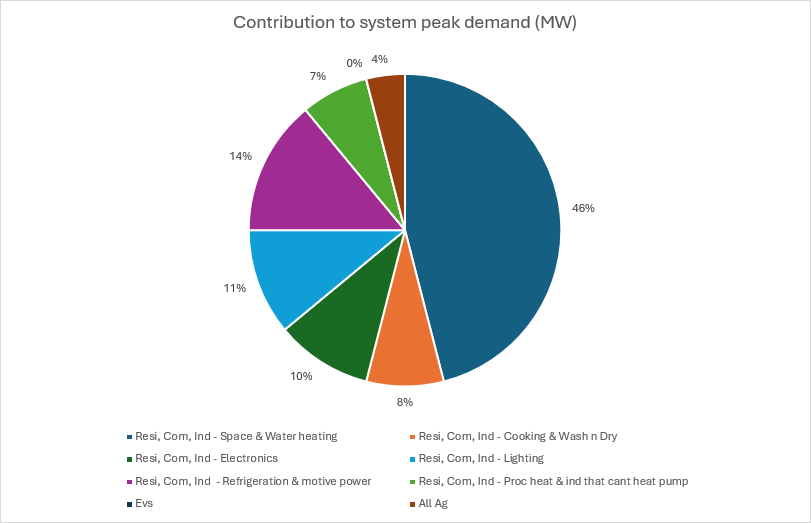 Contribution to system peak demand (MW)
0% 4%
7%
14%
46%
11%
10%
8%
Resi, Com, Ind - Space & Water heating
Resi, Com, Ind - Cooking & Wash n Dry
Resi, Com, Ind - Electronics
Resi, Com, Ind - Lighting
Resi, Com, Ind  - Refrigeration & motive power
Resi, Com, Ind - Proc heat & ind that cant heat pump
Evs
All Ag